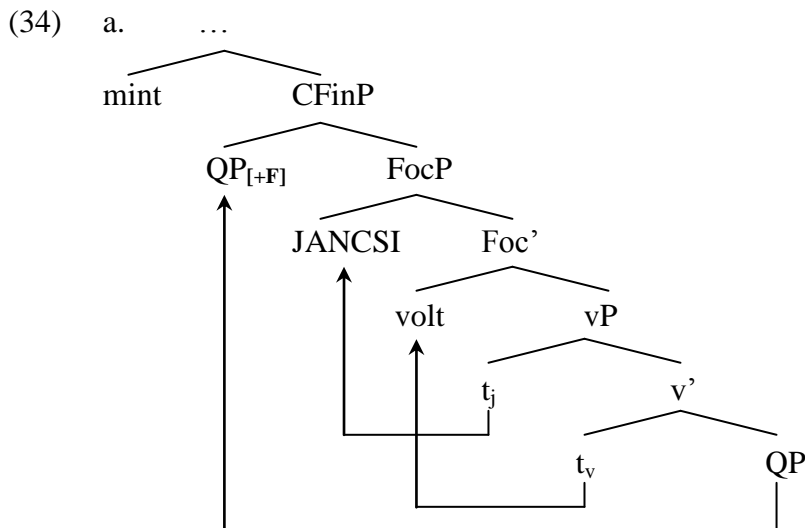 (34) a. …
mint CFinP
QP[+F] FocP
JANCSI Foc’
volt vP
tj v’
tv QP